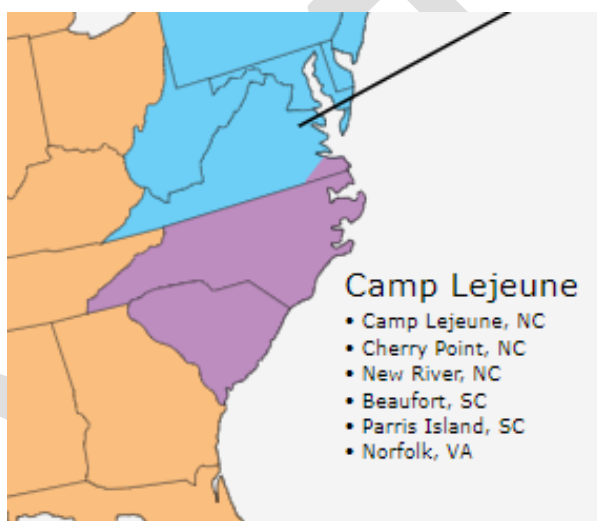 Camp Lejeune
• Camp Lejeune, NC
• Cherry Point, NC
• New River, NC
• Beaufort, SC
• Parris Island, SC
• Norfolk, VA